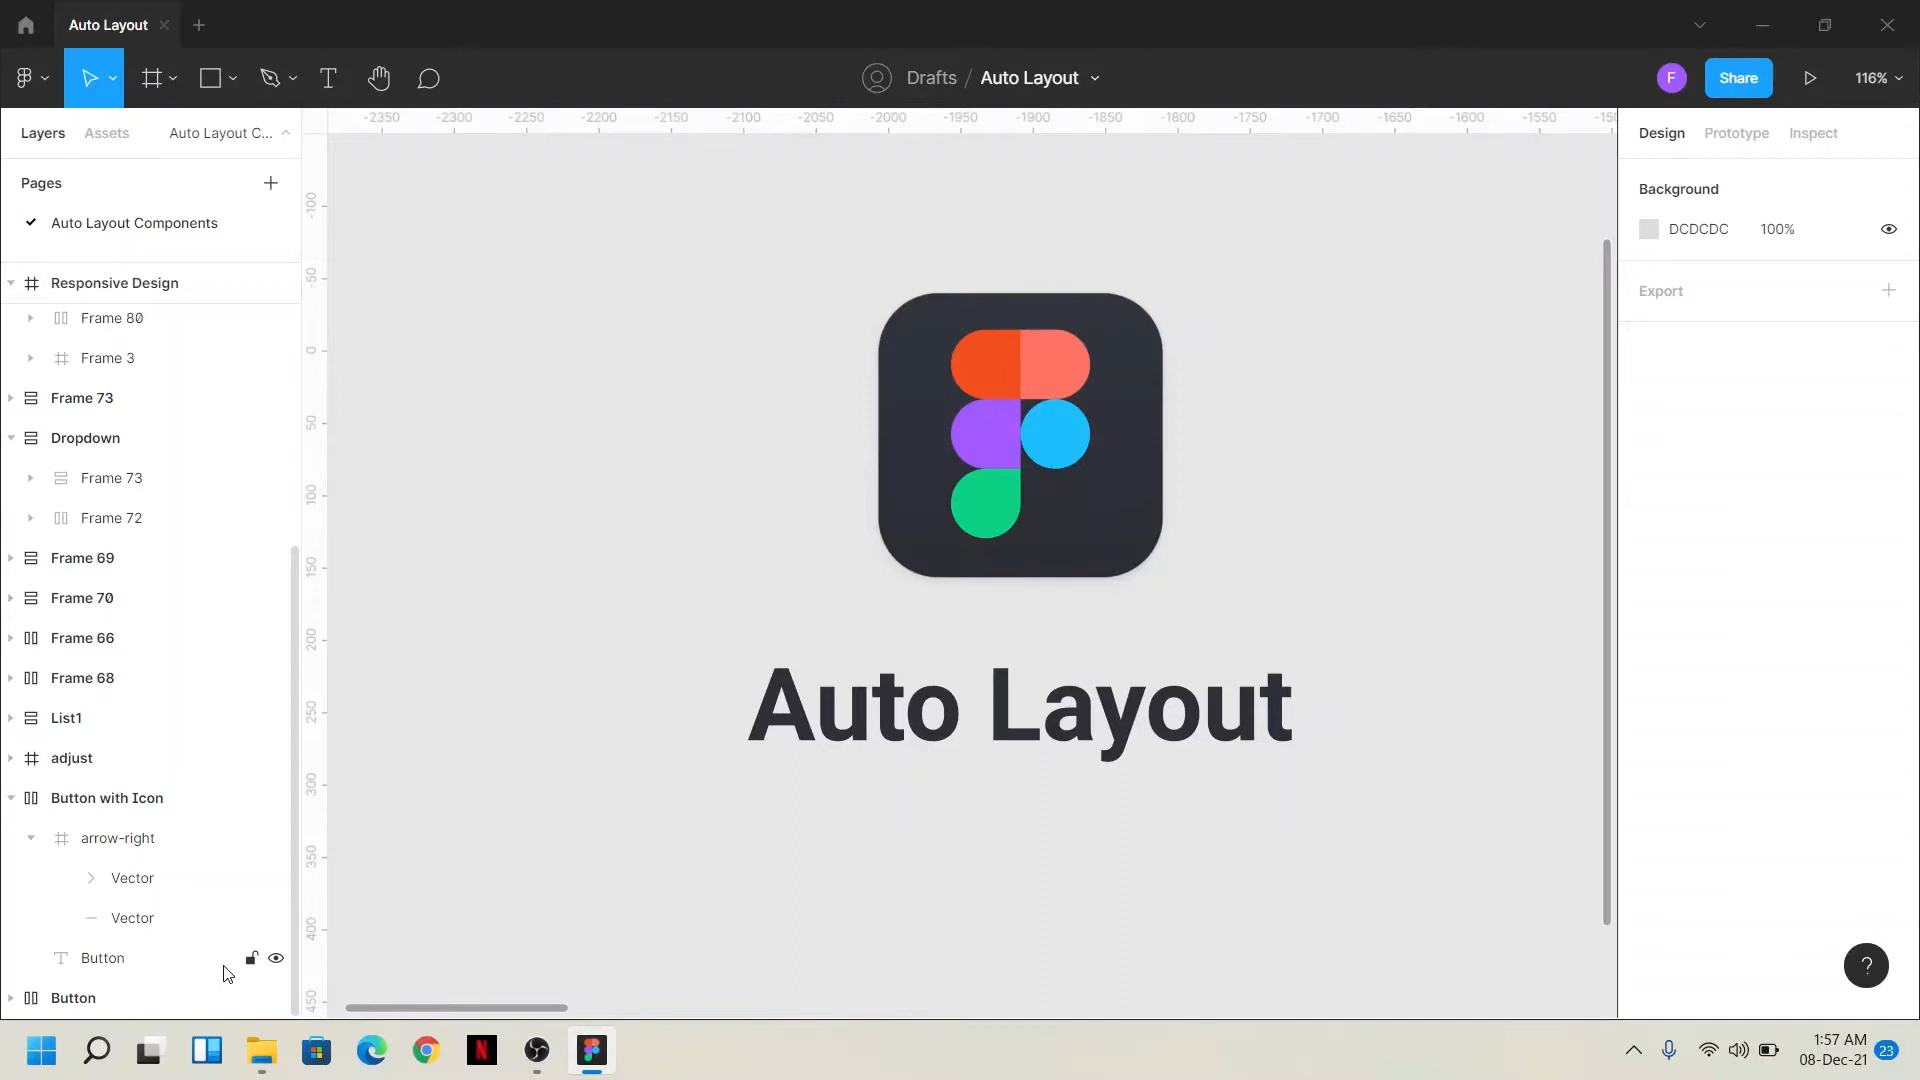 Auto Layout
Drafts / Auto Layout
F
Share
116%
Layers
Assets
Auto Layout C...
-2350
-2300
-2250
-2200
-2150
-2100
-2050
-2000
-1950
-1900
-1850
-1800
-1750
-1700
-1650
-1600
-1550
-150
Design
Prototype
Inspect
Pages
Auto Layout Components
Background
DCDCDC
100%
Export
Responsive Design
Frame 80
Frame 3
Frame 73
Dropdown
Frame 73
Frame 72
Frame 69
Frame 70
Frame 66
Frame 68
List1
adjust
Button with Icon
arrow-right
Vector
Vector
Button
Button
-100
-50
0
50
100
150
200
250
300
350
400
450
Auto Layout
?
N
1:57 AM
08-Dec-21
23